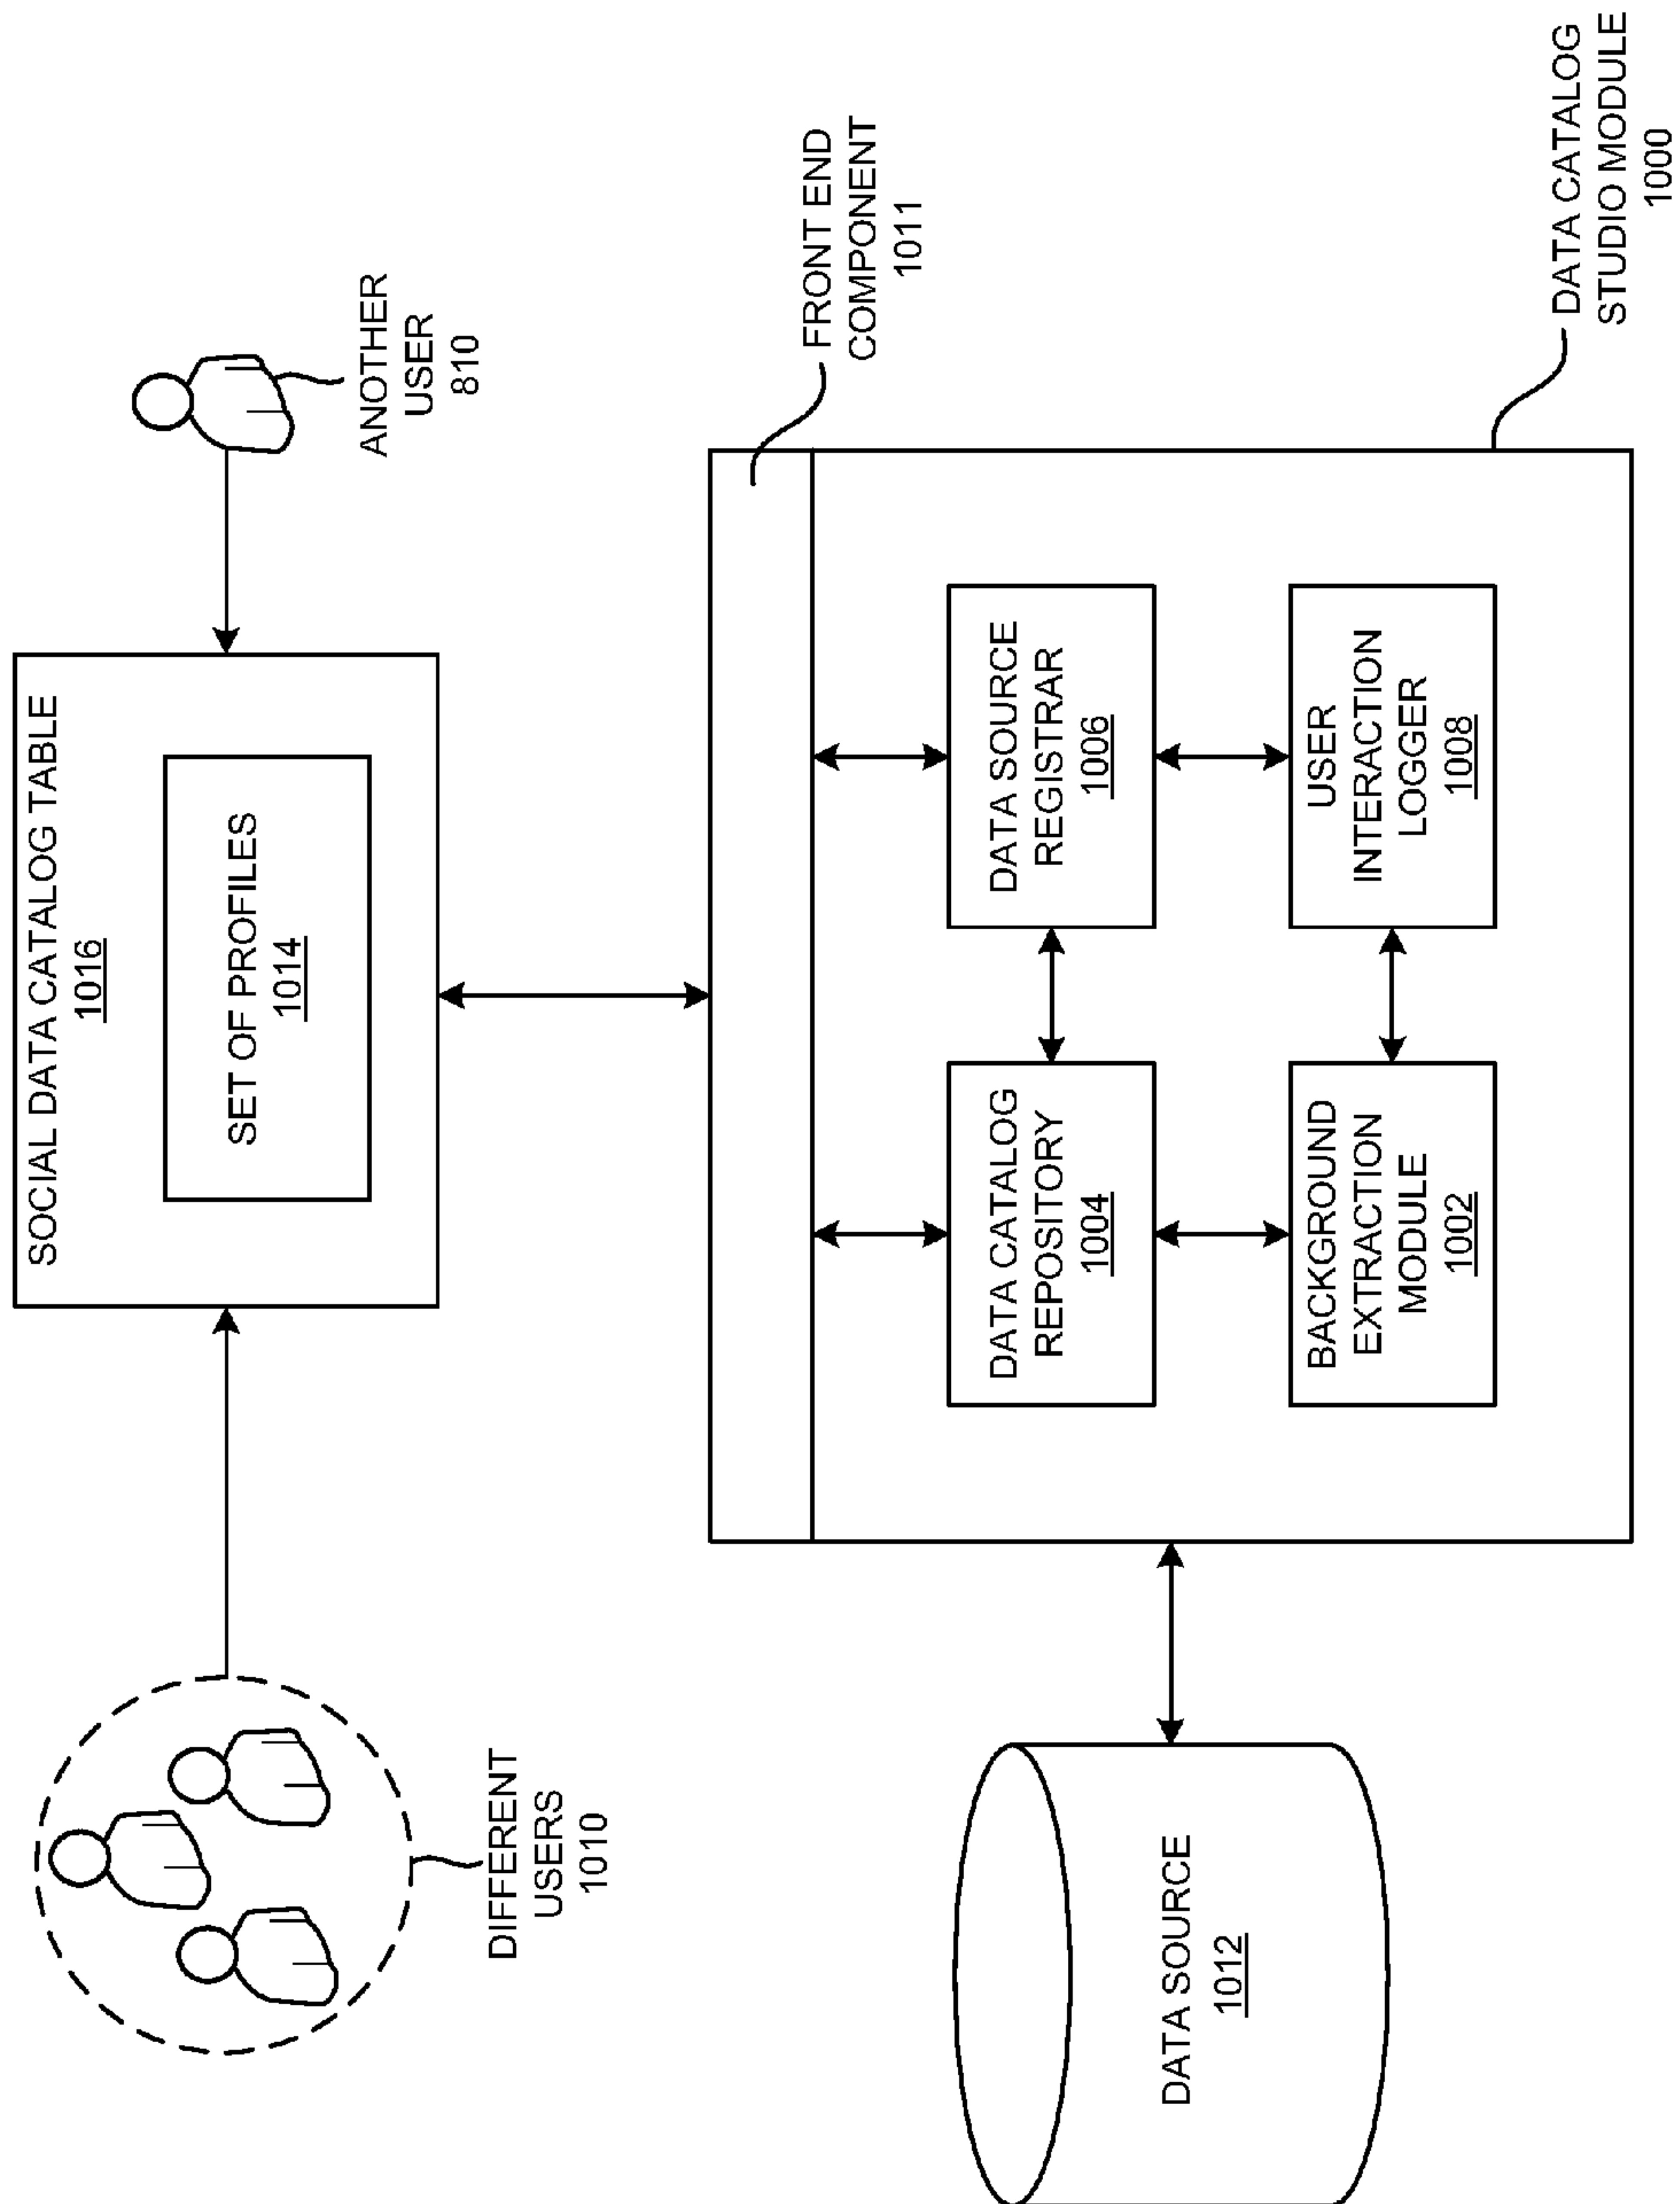 DIFFERENT
USERS
1010
SOCIAL DATA CATALOG TABLE
1016
SET OF PROFILES
1014
ANOTHER
USER
810
FRONT END
COMPONENT
1011
DATA SOURCE
1012
DATA CATALOG
REPOSITORY
1004
DATA SOURCE
REGISTRAR
1006
BACKGROUND
EXTRACTION
MODULE
1002
USER
INTERACTION
LOGGER
1008
DATA CATALOG
STUDIO MODULE
1000